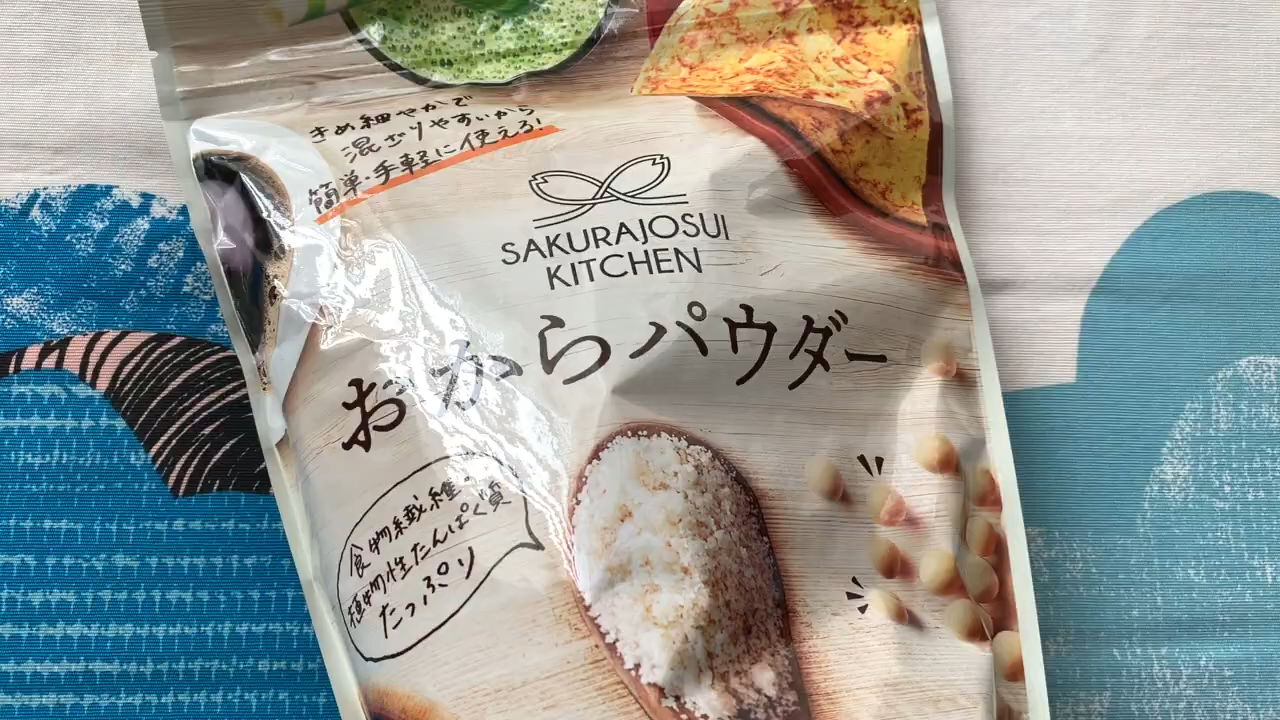 きめ細やかで
混ざりやすいから
簡単・手軽に使える!
SAKURAJOSUI
KITCHEN
おからパウダー
食物繊維
植物性たんぱく質
たっぷり